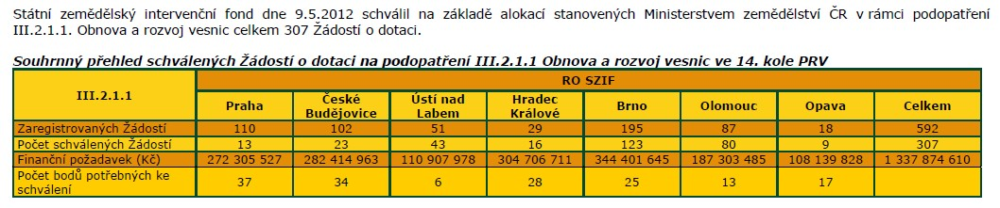 Státní zemědělský intervenční fond dne 9.5.2012 schválil na základě alokací stanovených Ministerstvem zemědělství ČR v rámci podopatření
III.2.1.1. Obnova a rozvoj vesnic celkem 307 Žádostí o dotaci.
Souhrnný přehled schválených Žádostí o dotaci na podopatření III.2.1.1 Obnova a rozvoj vesnic ve 14. kole PRV
III.2.1.1 RO SZIF
Praha České Budějovice Ústí nad Labem Hradec Králové Brno Olomouc Opava Celkem
Zaregistrovaných Žádostí 110 102 51 29 195 87 18 592
Počet schválených Žádostí 13 23 43 16 123 80 9 307
Finanční požadavek (Kč) 272 305 527 282 414 963 110 907 978 304 706 711 344 401 645 187 303 485 108 139 828 1 337 874 610
Počet bodů potřebných ke schválení 37 34 6 28 25 13 17